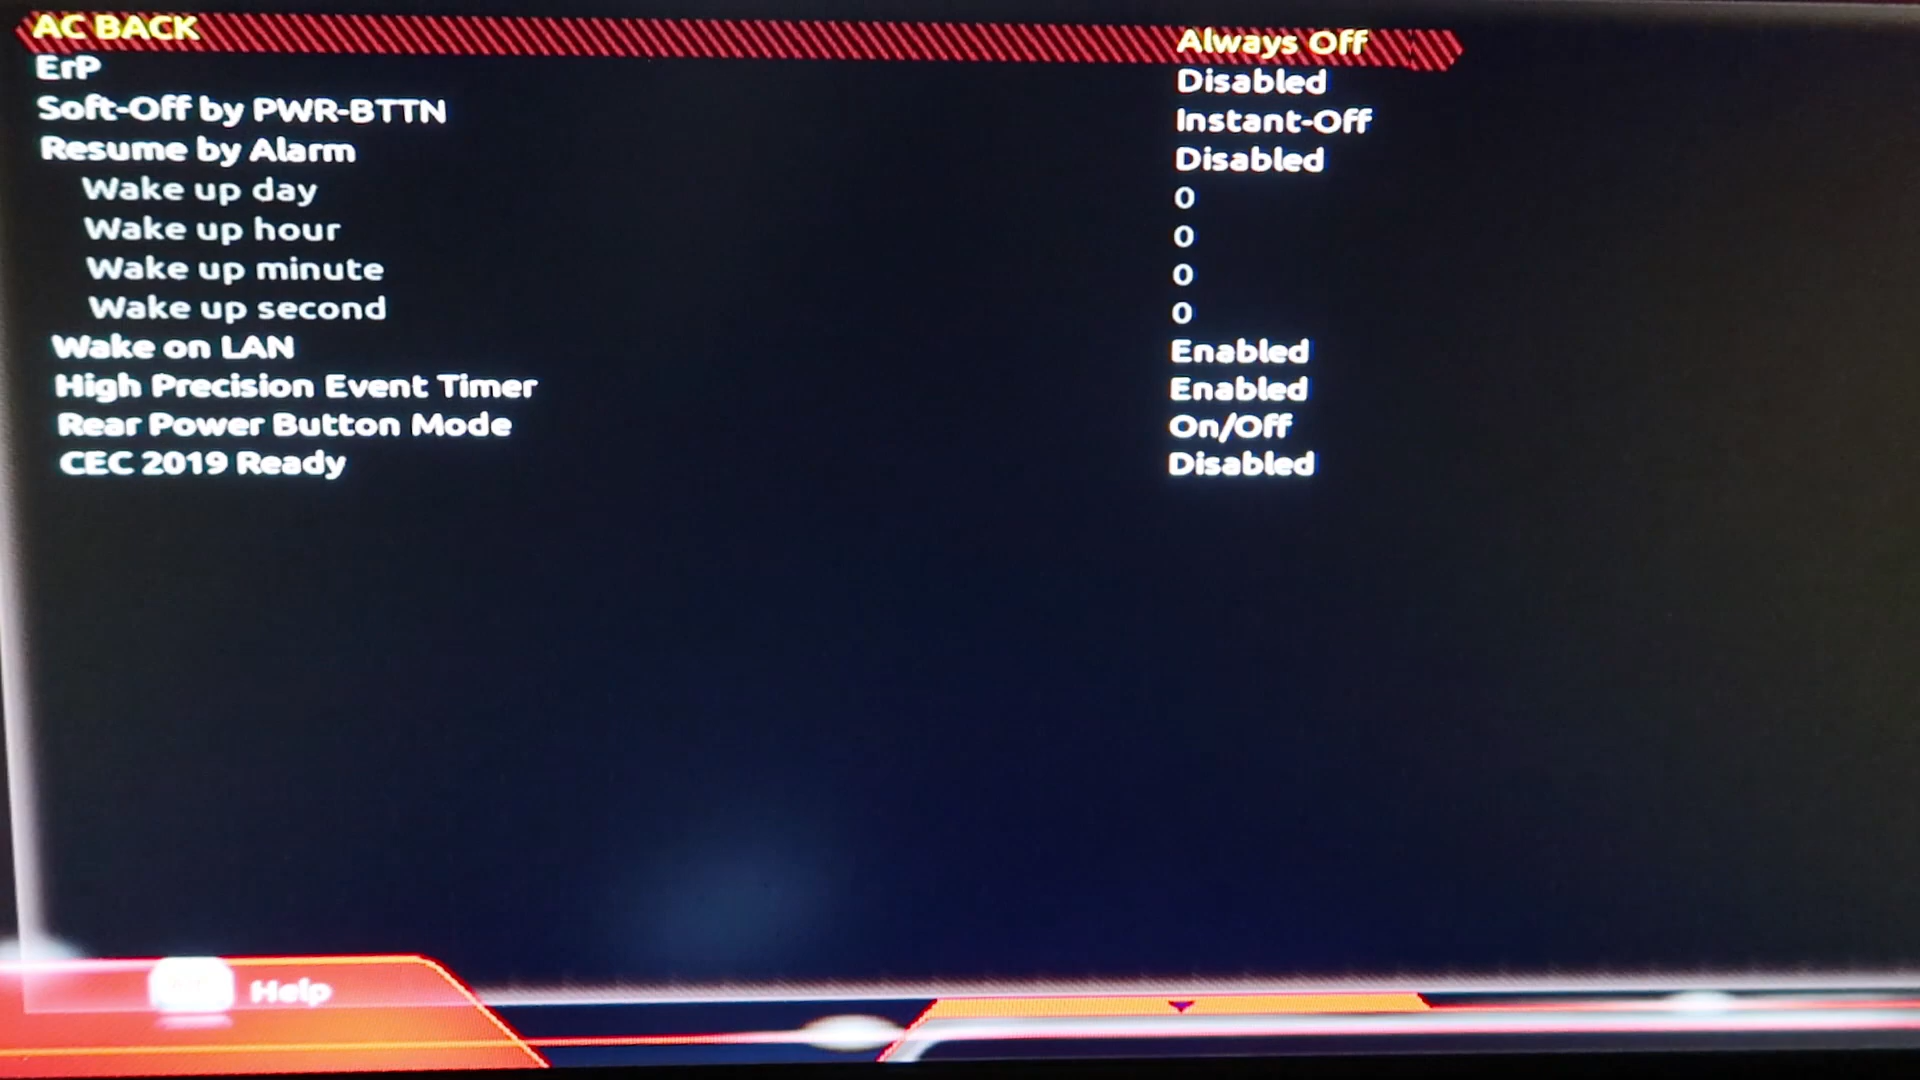 AC BACK Always Off
ErP Disabled
Soft-Off by PWR-BTTN Instant-Off
Resume by Alarm Disabled
Wake up day 0
Wake up hour 0
Wake up minute 0
Wake up second 0
Wake on LAN Enabled
High Precision Event Timer Enabled
Rear Power Button Mode On/Off
CEC 2019 Ready Disabled
Help